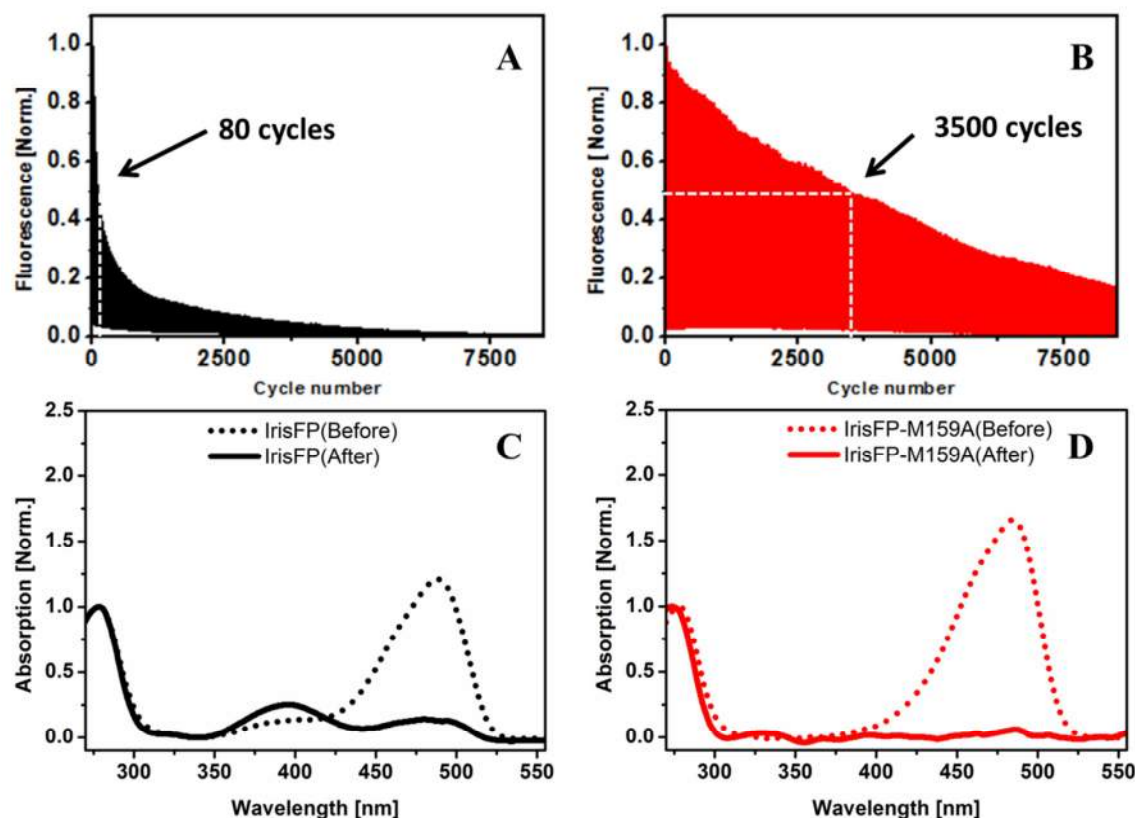 A
80 cycles
Fluorescence [Norm.]
1.0
0.8
0.6
0.4
0.2
0.0
0 2500 5000 7500
Cycle number
B
3500 cycles
Fluorescence [ Norm.]
1.0
0.8
0.6
0.4
0.2
0.0
0 2500 5000 7500
Cycle number
C
IrisFP(Before)
IrisFP(After)
Absorption [Norm.]
2.5
2.0
1.5
1.0
0.5
0.0
300 350 400 450 500 550
Wavelength [nm]
D
IrisFP-M159A(Before)
IrisFP-M159A(After)
Absorption [Norm.]
2.5
2.0
1.5
1.0
0.5
0.0
300 350 400 450 500 550
Wavelength [nm]